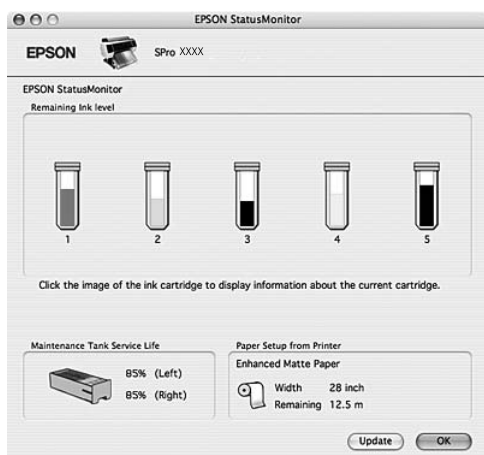 EPSON StatusMonitor
EPSON SPro XXXX
EPSON StatusMonitor
Remaining Ink level
1 2 3 4 5
Click the image of the ink cartridge to display information about the current cartridge.
Maintenance Tank Service Life
85% (Left)
85% (Right)
Paper Setup from Printer
Enhanced Matte Paper
Width 28 inch
Remaining 12.5 m
Update OK